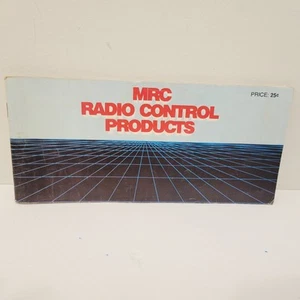 MRC
RADIO CONTROL
PRODUCTS
PRICE: 25¢